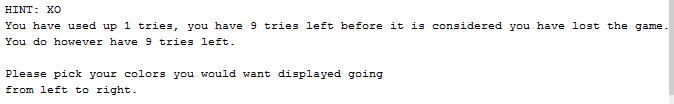 HINT: XO
You have used up 1 tries, you have 9 tries left before it is considered you have lost the game.
You do however have 9 tries left.
Please pick your colors you would want displayed going
from left to right.